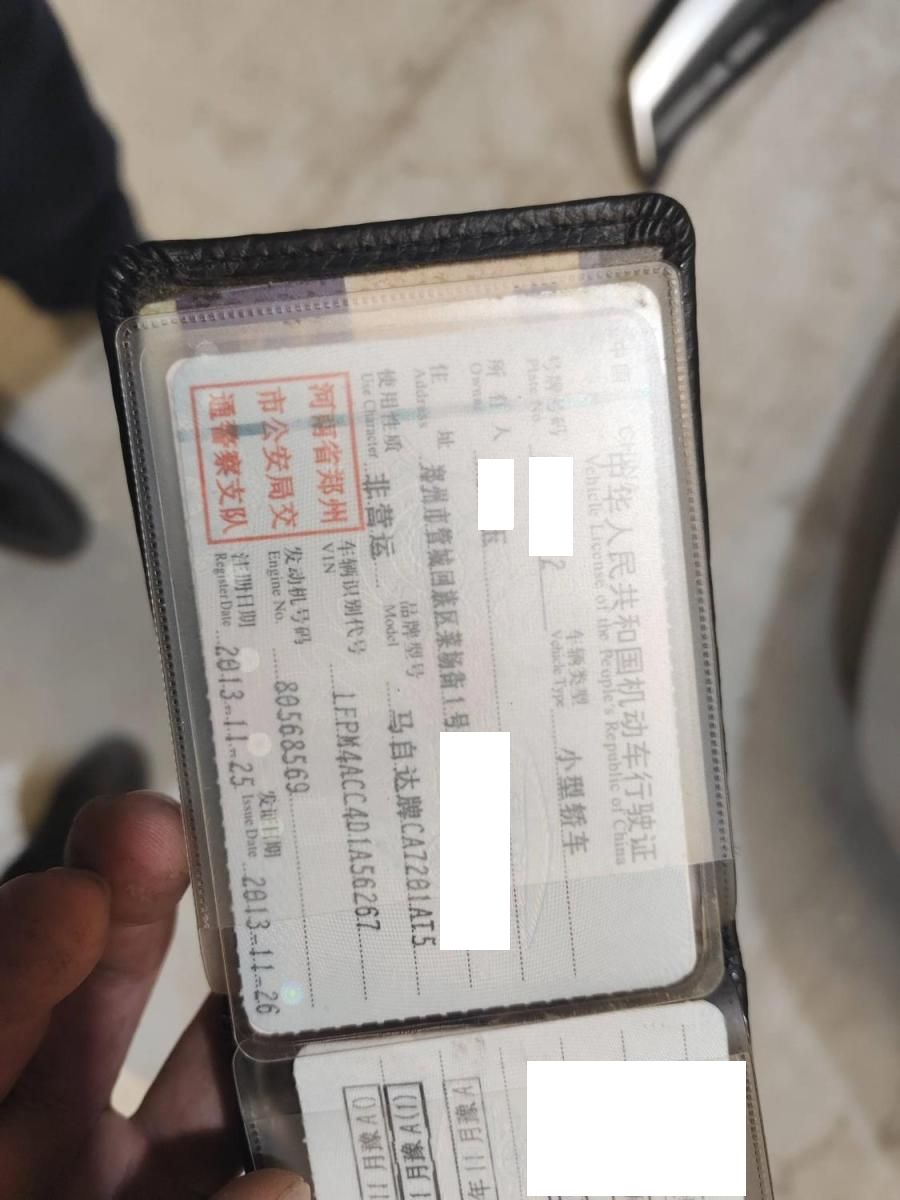 中华人民共和国机动车行驶证
Vehicle License of the People's Republic of China
号牌号码
Plate No.
2
车辆类型
Vehicle Type
小型轿车
所有人
Owner
住址
Address
郑州市管城回族区菜场街1号
使用性质
Use Character
非营运
品牌型号
Model
马自达牌CA7201AT5
车辆识别代号
VIN
LFPM4ACC4D1A56267
发动机号码
Engine No.
80568569
注册日期
Register Date
2013-11-25
发证日期
Issue Date
2013-11-26
河南省郑州
市公安局交
通警察支队